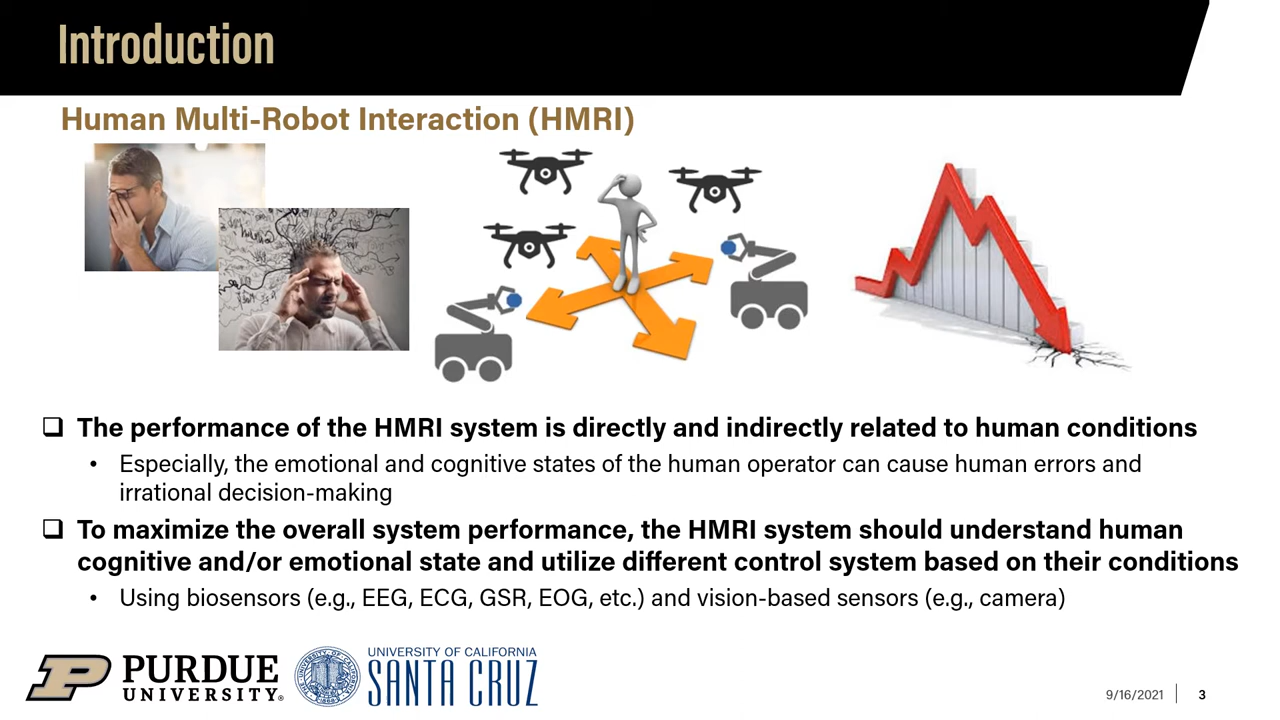 Introduction
Human Multi-Robot Interaction (HMRI)
❑ The performance of the HMRI system is directly and indirectly related to human conditions
• Especially, the emotional and cognitive states of the human operator can cause human errors and
irrational decision-making
❑ To maximize the overall system performance, the HMRI system should understand human
cognitive and/or emotional state and utilize different control system based on their conditions
• Using biosensors (e.g., EEG, ECG, GSR, EOG, etc.) and vision-based sensors (e.g., camera)
PURDUE
UNIVERSITY®
UNIVERSITY OF CALIFORNIA
SANTA CRUZ
9/16/2021 | 3